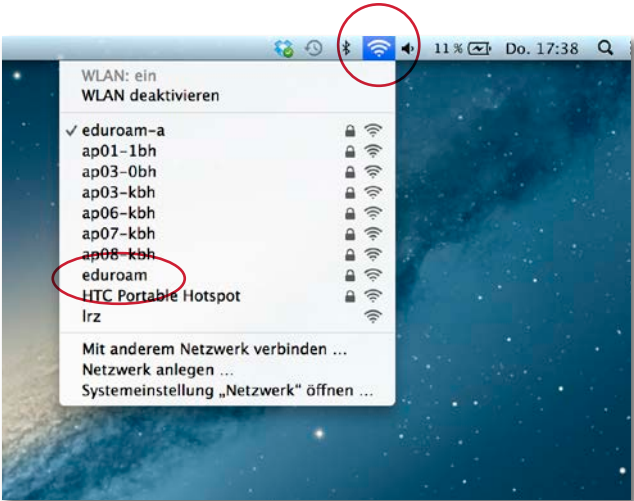 11 % Do. 17:38
WLAN: ein
WLAN deaktivieren
eduroam-a
ap01-1bh
ap03-0bh
ap03-kbh
ap06-kbh
ap07-kbh
ap08-kbh
eduroam
HTC Portable Hotspot
lrz
Mit anderem Netzwerk verbinden ...
Netzwerk anlegen ...
Systemeinstellung „Netzwerk“ öffnen ...